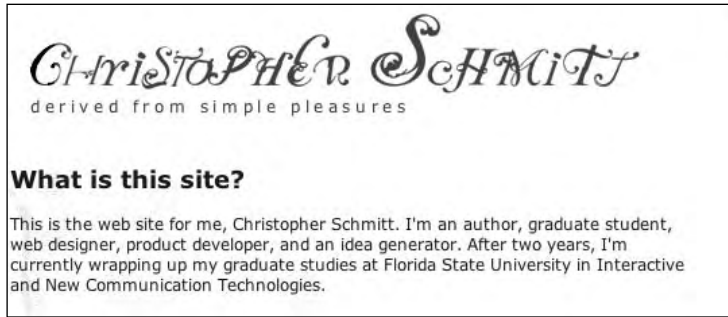 Christopher Schmitt
derived from simple pleasures
What is this site?
This is the web site for me, Christopher Schmitt. I'm an author, graduate student,
web designer, product developer, and an idea generator. After two years, I'm
currently wrapping up my graduate studies at Florida State University in Interactive
and New Communication Technologies.